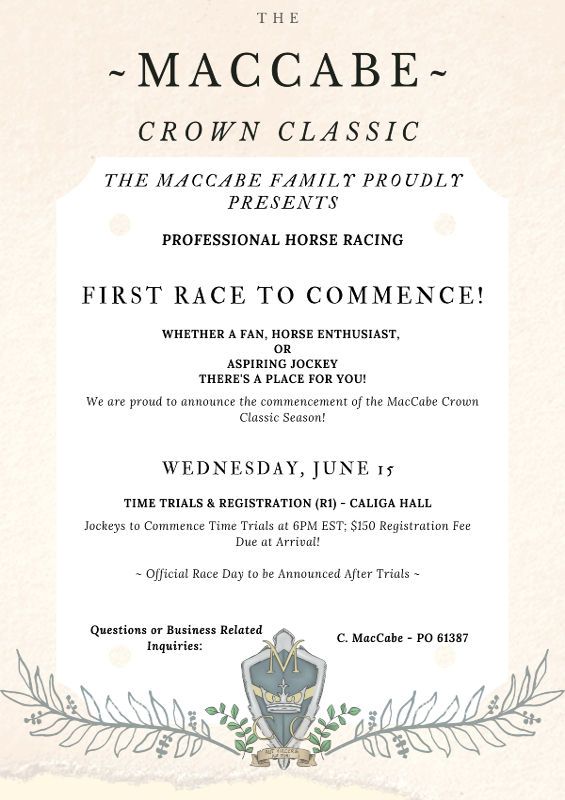 THE
~MACCABE~
CROWN CLASSIC
THE MACCABE FAMILY PROUDLY
PRESENTS
PROFESSIONAL HORSE RACING
FIRST RACE TO COMMENCE!
WHETHER A FAN, HORSE ENTHUSIAST,
OR
ASPIRING JOCKEY
THERE'S A PLACE FOR YOU!
We are proud to announce the commencement of the MacCabe Crown
Classic Season!
WEDNESDAY, JUNE 15
TIME TRIALS & REGISTRATION (R1) - CALIGA HALL
Jockeys to Commence Time Trials at 6PM EST; $150 Registration Fee
Due at Arrival!
~ Official Race Day to be Announced After Trials ~
Questions or Business Related
Inquiries:
C. MacCabe - PO 61387
M
C C